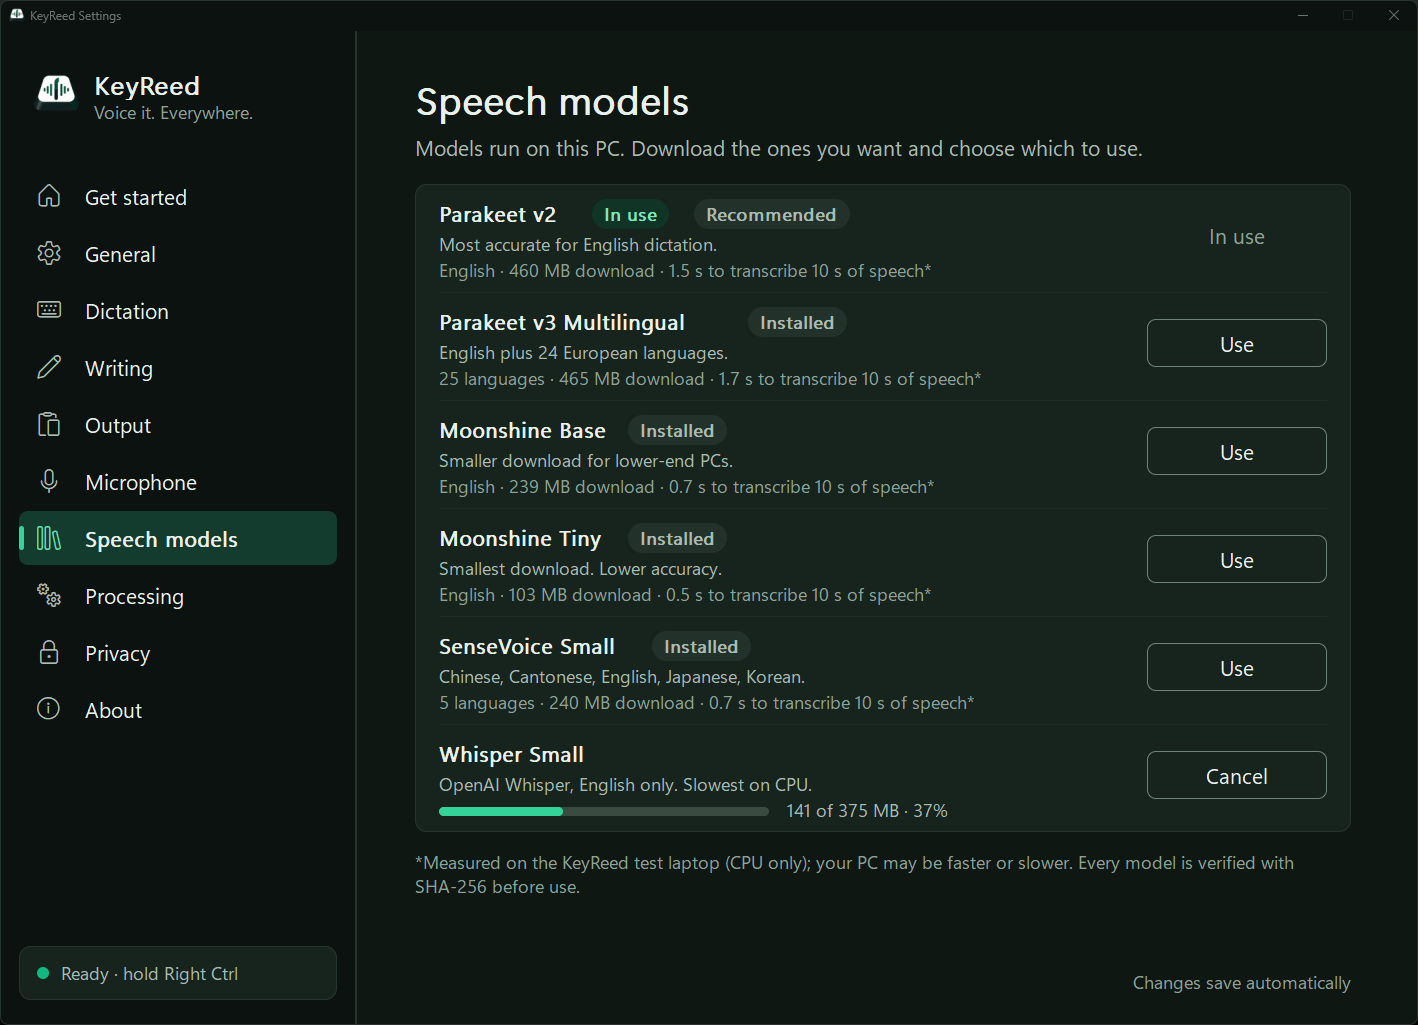 KeyReed Settings
KeyReed
Voice it. Everywhere.
Get started
General
Dictation
Writing
Output
Microphone
Speech models
Processing
Privacy
About
Ready · hold Right Ctrl
Speech models
Models run on this PC. Download the ones you want and choose which to use.
Parakeet v2 In use Recommended
Most accurate for English dictation.
English · 460 MB download · 1.5 s to transcribe 10 s of speech*
In use
Parakeet v3 Multilingual Installed
English plus 24 European languages.
25 languages · 465 MB download · 1.7 s to transcribe 10 s of speech*
Use
Moonshine Base Installed
Smaller download for lower-end PCs.
English · 239 MB download · 0.7 s to transcribe 10 s of speech*
Use
Moonshine Tiny Installed
Smallest download. Lower accuracy.
English · 103 MB download · 0.5 s to transcribe 10 s of speech*
Use
SenseVoice Small Installed
Chinese, Cantonese, English, Japanese, Korean.
5 languages · 240 MB download · 0.7 s to transcribe 10 s of speech*
Use
Whisper Small
OpenAI Whisper, English only. Slowest on CPU.
141 of 375 MB · 37%
Cancel
*Measured on the KeyReed test laptop (CPU only); your PC may be faster or slower. Every model is verified with
SHA-256 before use.
Changes save automatically